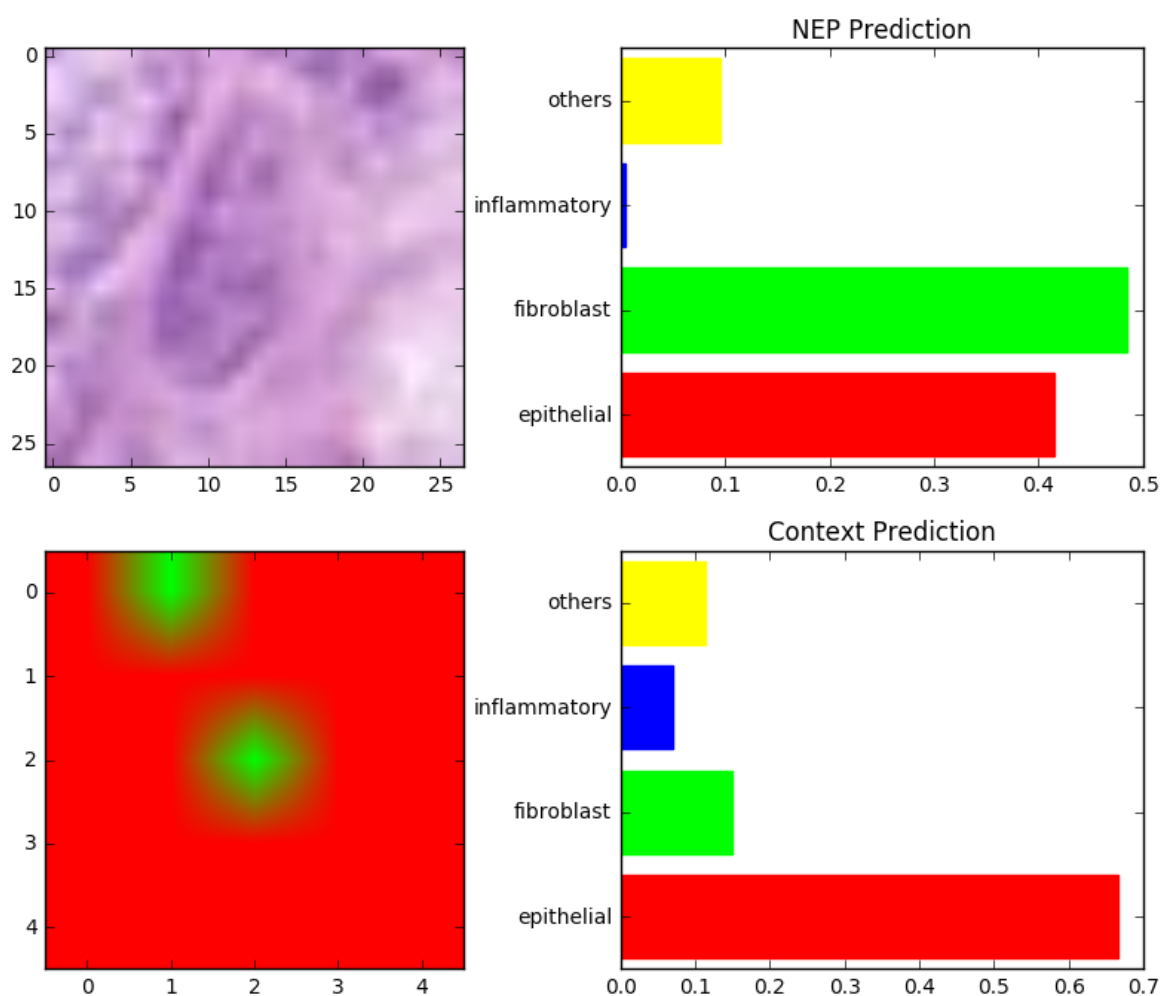 NEP Prediction
0
5
10
15
20
25
0 5 10 15 20 25
others
inflammatory
fibroblast
epithelial
0.0 0.1 0.2 0.3 0.4 0.5
Context Prediction
0
1
2
3
4
0 1 2 3 4
others
inflammatory
fibroblast
epithelial
0.0 0.1 0.2 0.3 0.4 0.5 0.6 0.7